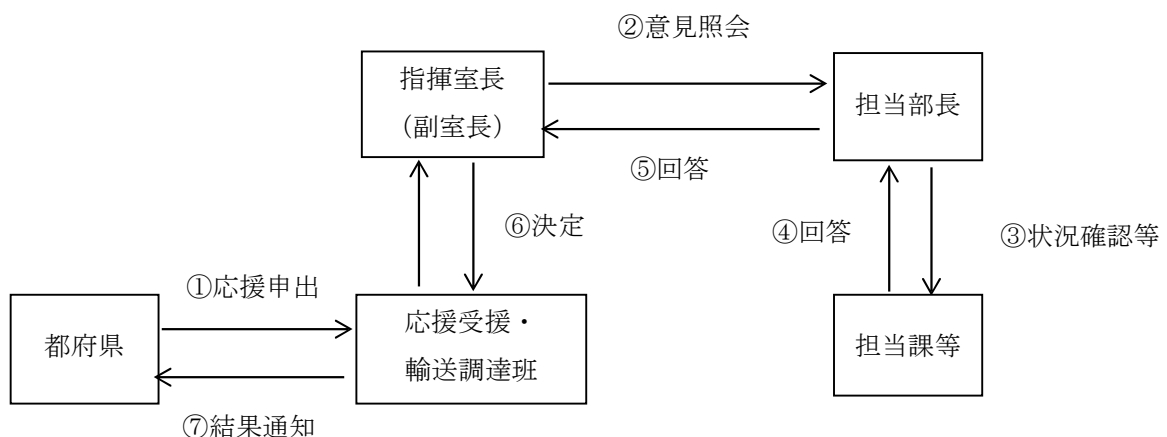 ②意見照会
指揮室長
（副室長）
担当部長
⑤回答
⑥決定
④回答
③状況確認等
①応援申出
都府県
応援受援・
輸送調達班
担当課等
⑦結果通知